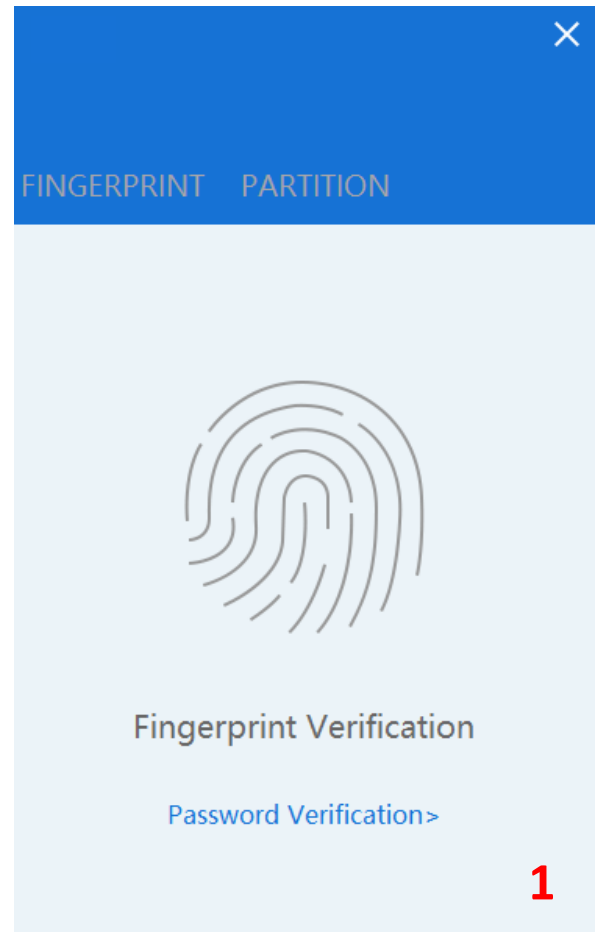 FINGERPRINT PARTITION
Fingerprint Verification
Password Verification>
1